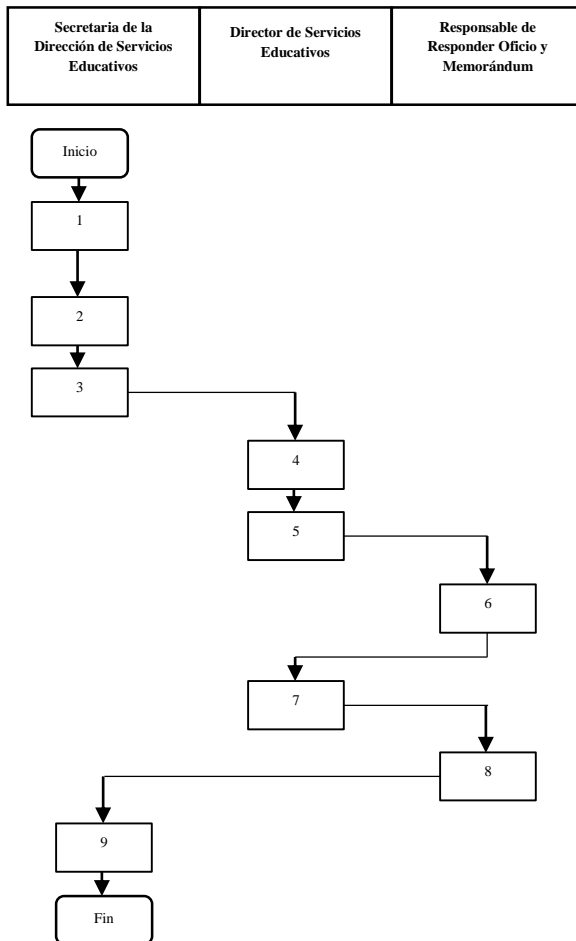 Secretaria de la
Dirección de Servicios
Educativos
Director de Servicios
Educativos
Responsable de
Responder Oficio y
Memorándum
Inicio
1
2
3
4
5
6
7
8
9
Fin